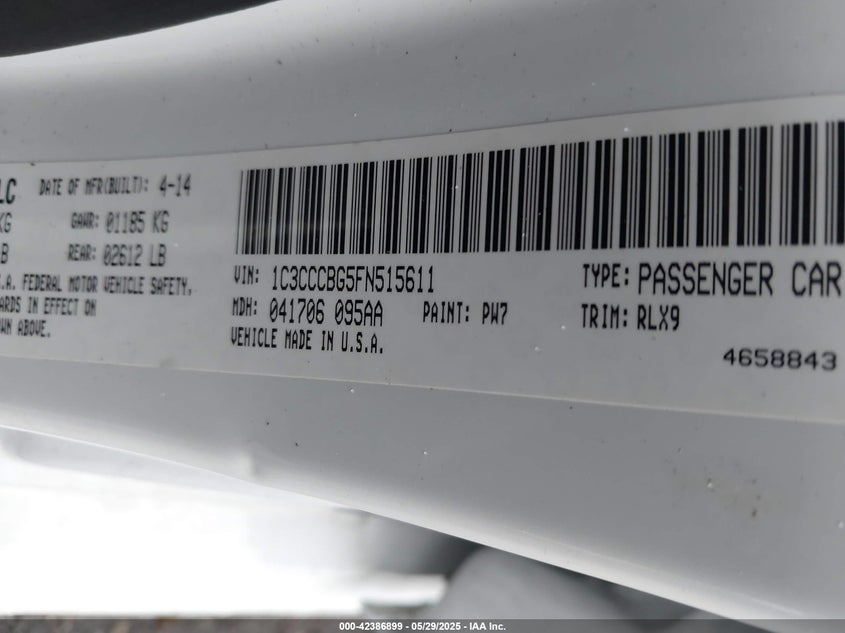 LC DATE OF MFR(BUILT): 4-14
KG GAWR: 01185 KG
LB REAR: 02612 LB
S.A. FEDERAL MOTOR VEHICLE SAFETY,
ARDS IN EFFECT ON
WN ABOVE.
VIN: 1C3CCCBG5FN515611 TYPE: PASSENGER CAR
MDH: 041706 095AA PAINT: PW7 TRIM: RLX9
VEHICLE MADE IN U.S.A.
4658843
000-42386899 - 05/29/2025 - IAA Inc.